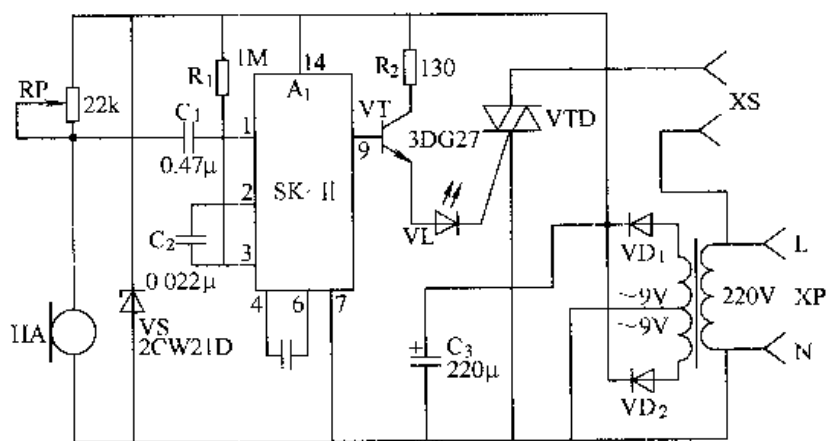 RP
22k
C1
0.47μ
R1
1M
14
A1
1
2
3
4
6
7
9
SK-II
C2
0.022μ
VS
2CW21D
HA
VT
3DG27
R2
130
VL
VTD
XS
C3
220μ
+
VD1
VD2
~9V
~9V
220V
L
XP
N